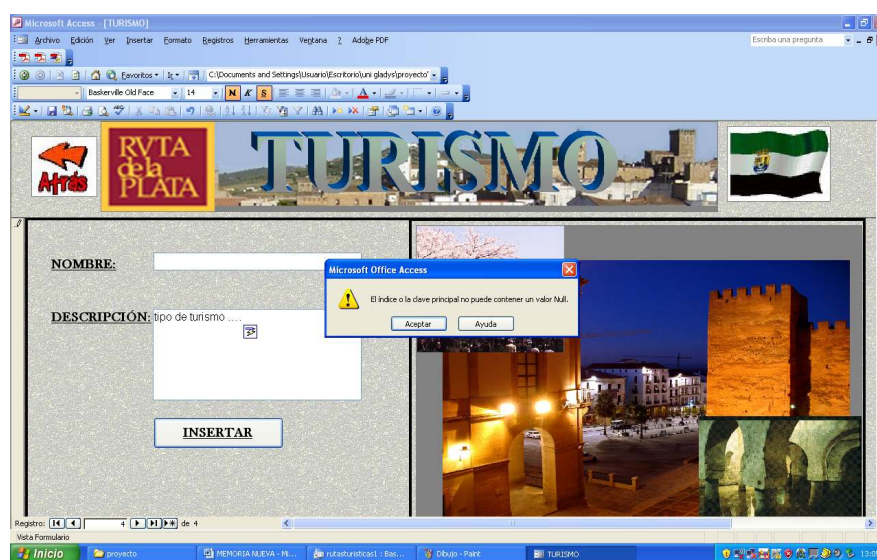 Microsoft Access - [TURISMO]
Archivo Edición Ver Insertar Formato Registros Herramientas Ventana ? Adobe PDF
Escriba una pregunta
Favoritos Ir C:\Documents and Settings\Usuario\Escritorio\uni gladys\proyecto
Baskerville Old Face 14 N K S
Atrás
RVTA
de la
PLATA
TURISMO
NOMBRE:
DESCRIPCIÓN: tipo de turismo ....
INSERTAR
Microsoft Office Access
El índice o la clave principal no puede contener un valor Null.
Aceptar Ayuda
Registro: 4 de 4
Vista Formulario
Inicio proyecto MEMORIA NUEVA - Mi... rutasturisticas1 : Bas... Dibujo - Paint TURISMO